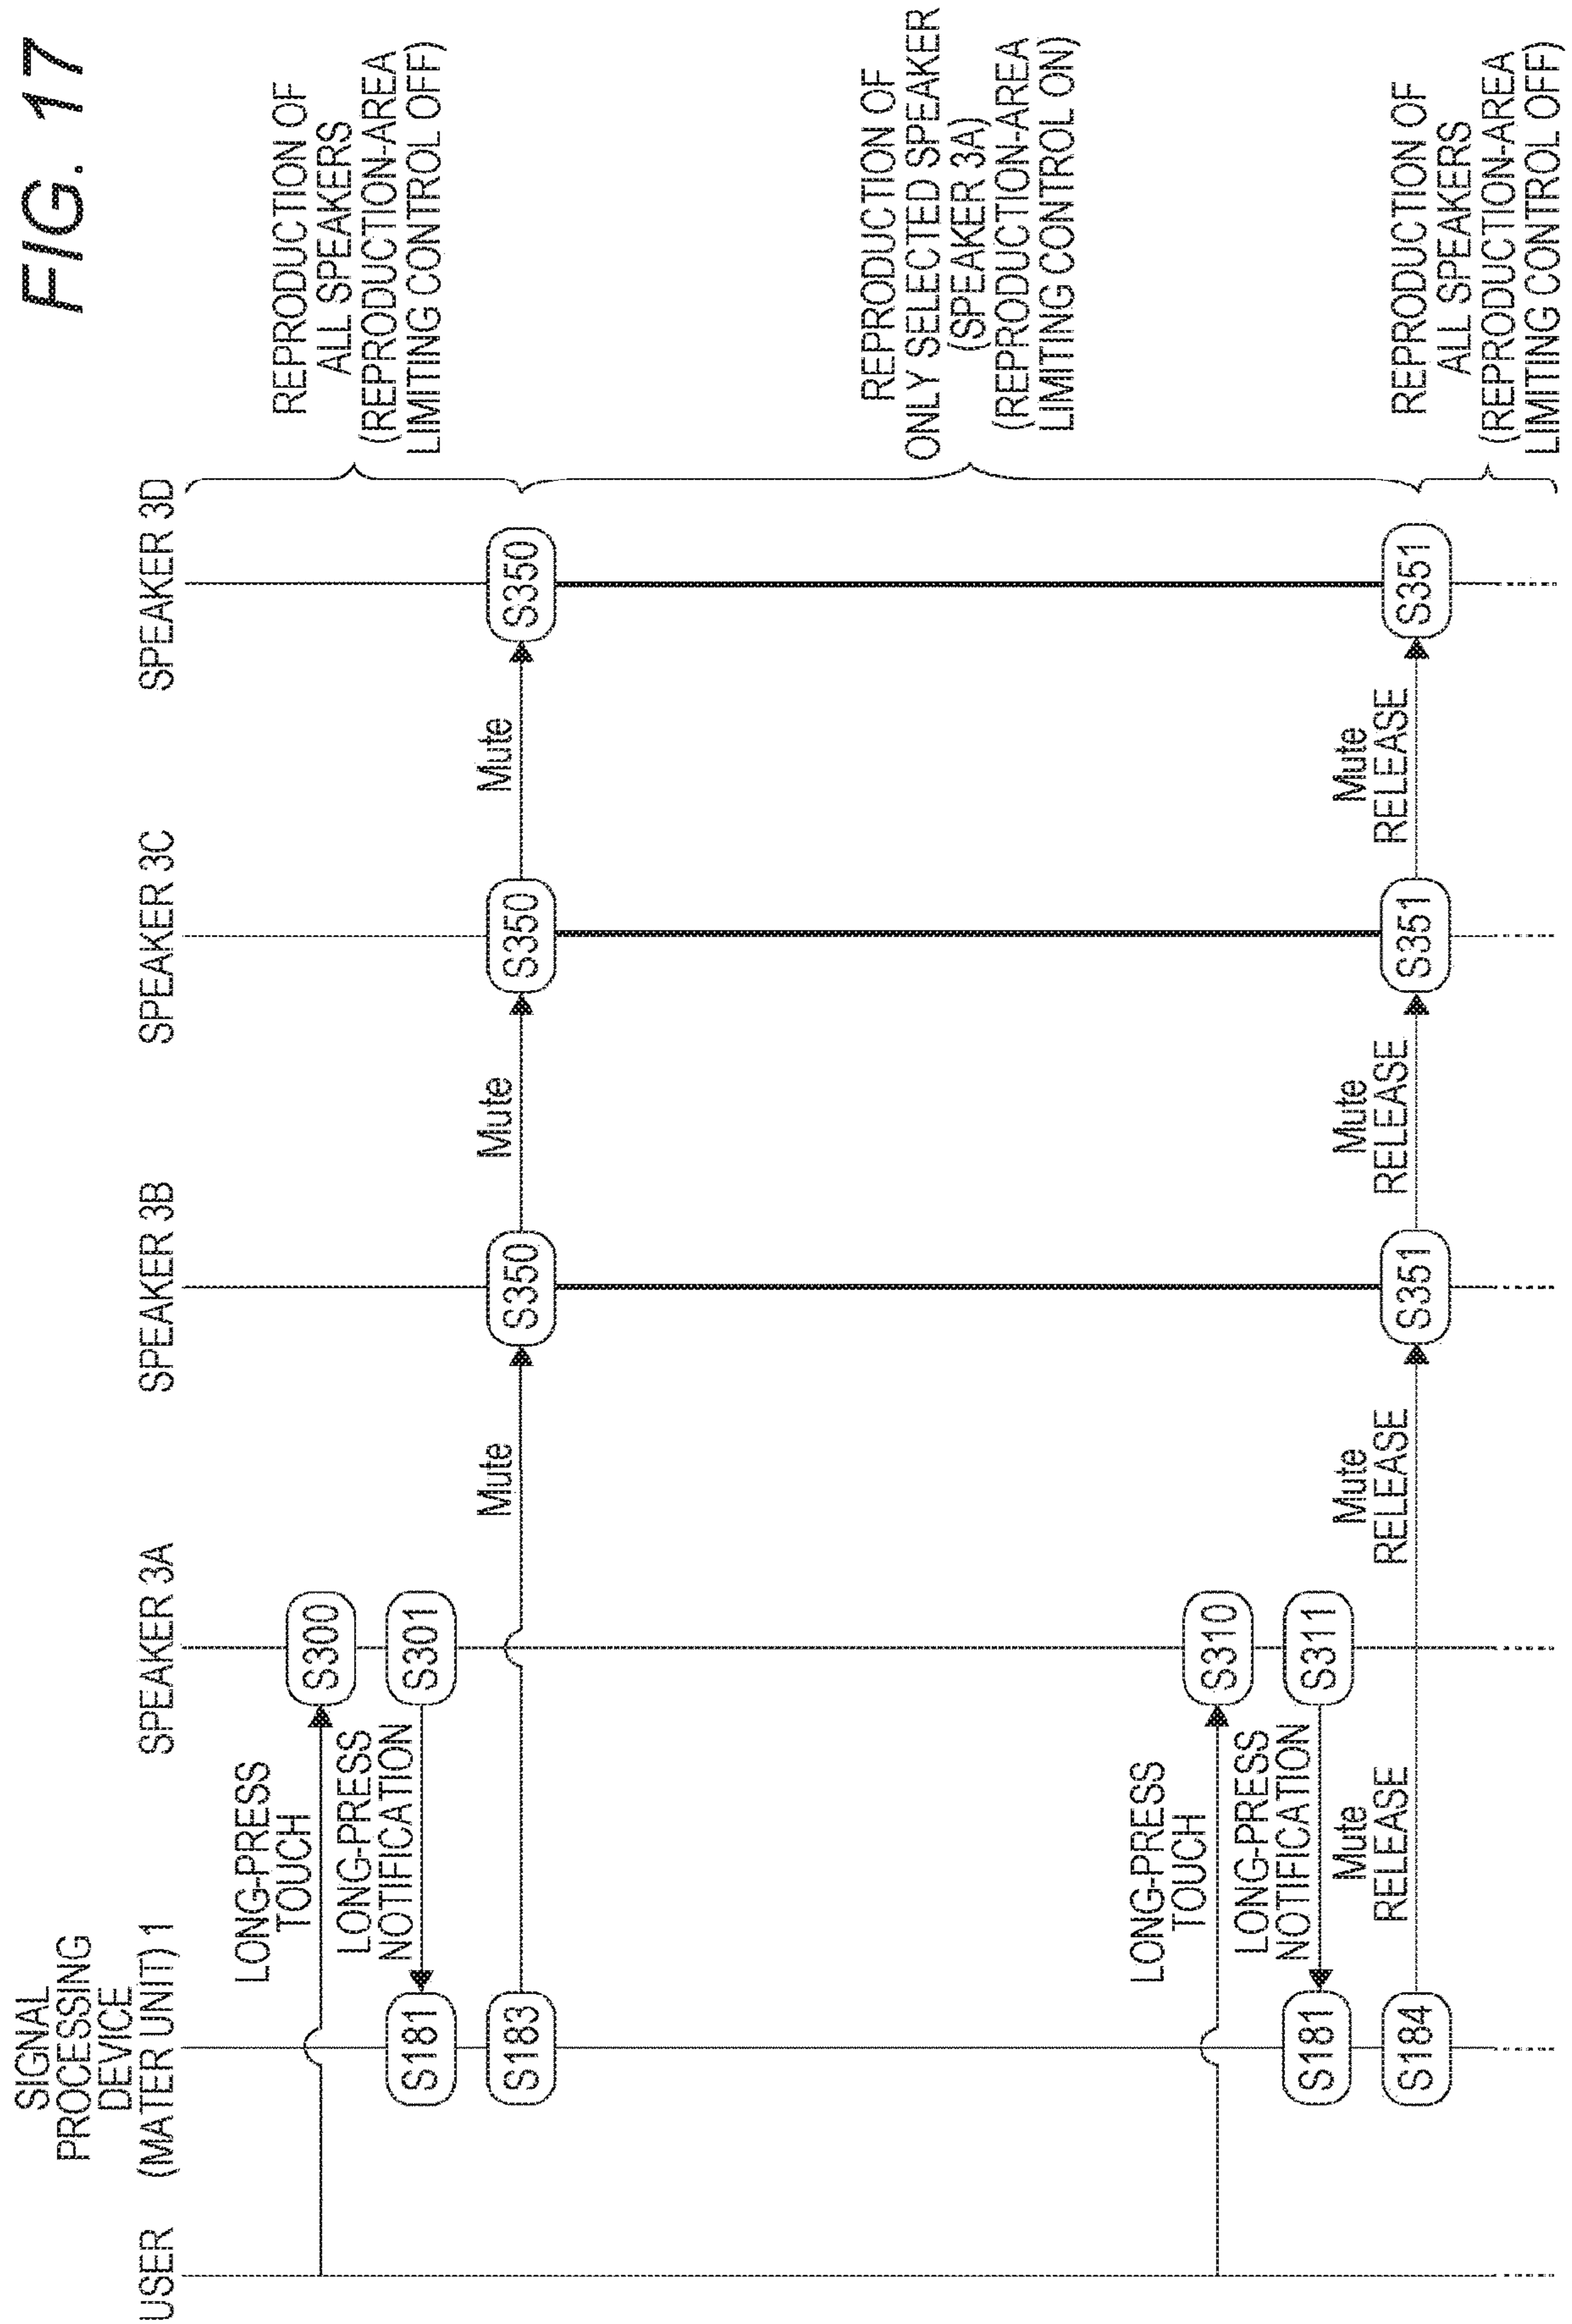 FIG. 17
USER
SIGNAL
PROCESSING
DEVICE
(MATER UNIT) 1
SPEAKER 3A
SPEAKER 3B
SPEAKER 3C
SPEAKER 3D
LONG-PRESS
TOUCH
S300
LONG-PRESS
NOTIFICATION
S181
S301
S183
Mute
S350
Mute
S350
Mute
S350
REPRODUCTION OF
ALL SPEAKERS
(REPRODUCTION-AREA
LIMITING CONTROL OFF)
REPRODUCTION OF
ONLY SELECTED SPEAKER
(SPEAKER 3A)
(REPRODUCTION-AREA
LIMITING CONTROL ON)
LONG-PRESS
TOUCH
S310
LONG-PRESS
NOTIFICATION
S181
S311
S184
Mute
RELEASE
Mute
RELEASE
S351
Mute
RELEASE
S351
Mute
RELEASE
S351
REPRODUCTION OF
ALL SPEAKERS
(REPRODUCTION-AREA
LIMITING CONTROL OFF)